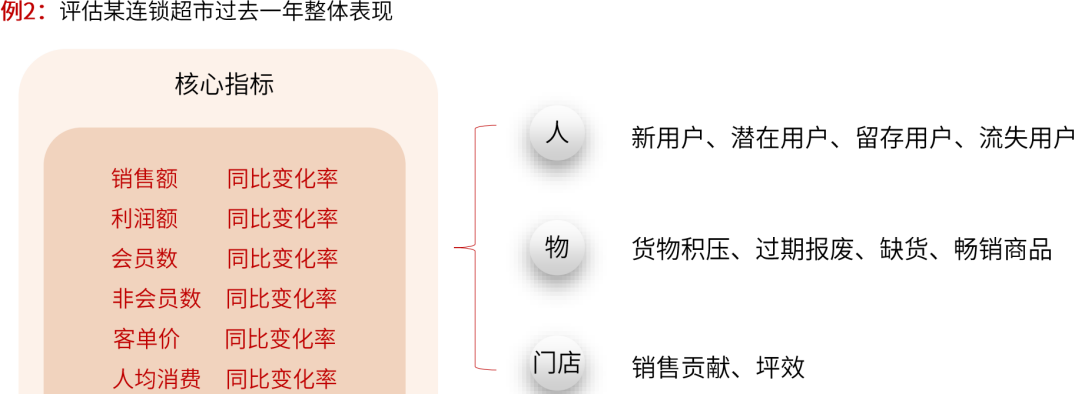 例2：评估某连锁超市过去一年整体表现
核心指标
销售额 同比变化率
利润额 同比变化率
会员数 同比变化率
非会员数 同比变化率
客单价 同比变化率
人均消费 同比变化率
人 新用户、潜在用户、留存用户、流失用户
物 货物积压、过期报废、缺货、畅销商品
门店 销售贡献、坪效